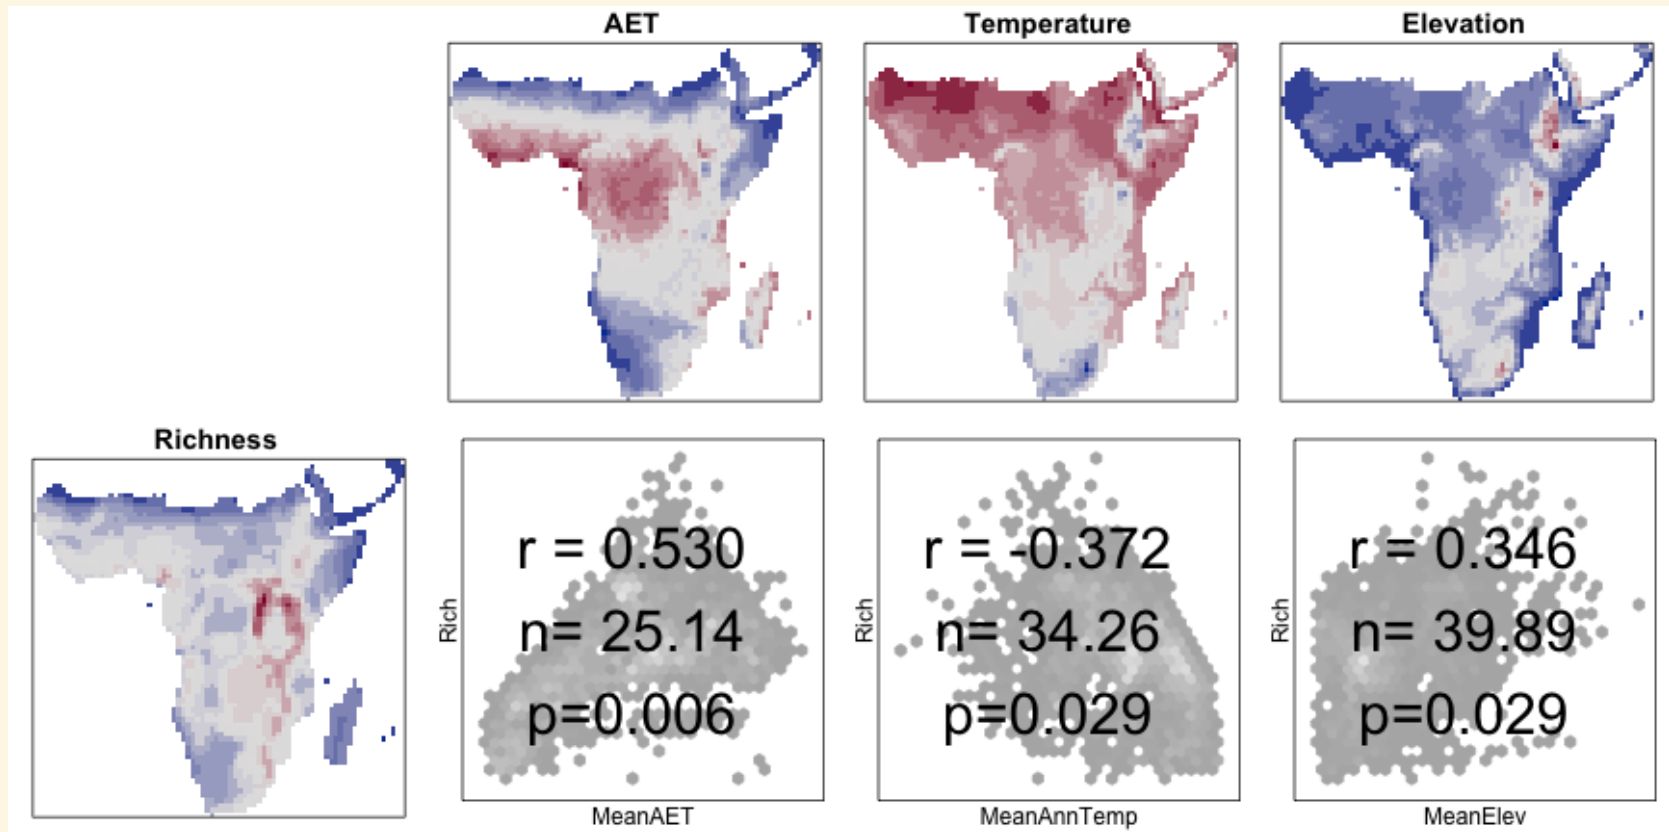 AET
Temperature
Elevation
Richness
Rich
r = 0.530
n= 25.14
p=0.006
MeanAET
Rich
r = -0.372
n= 34.26
p=0.029
MeanAnnTemp
Rich
r = 0.346
n= 39.89
p=0.029
MeanElev